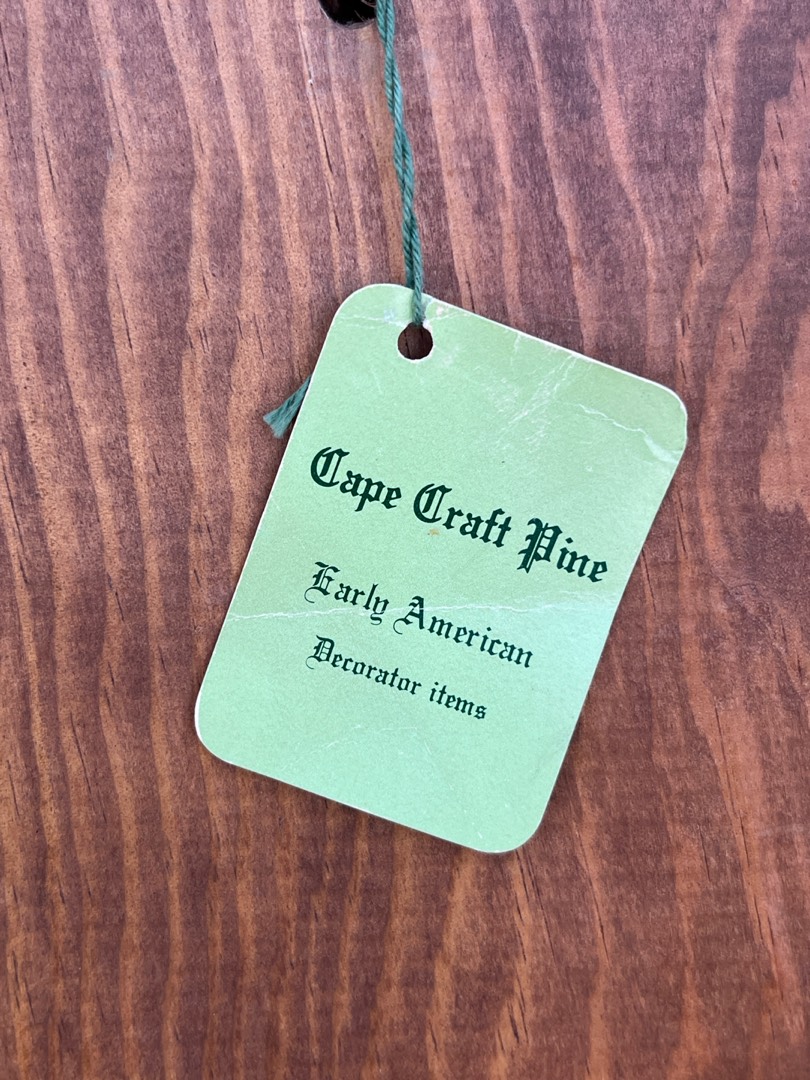 Cape Craft Pine
Early American
Decorator items